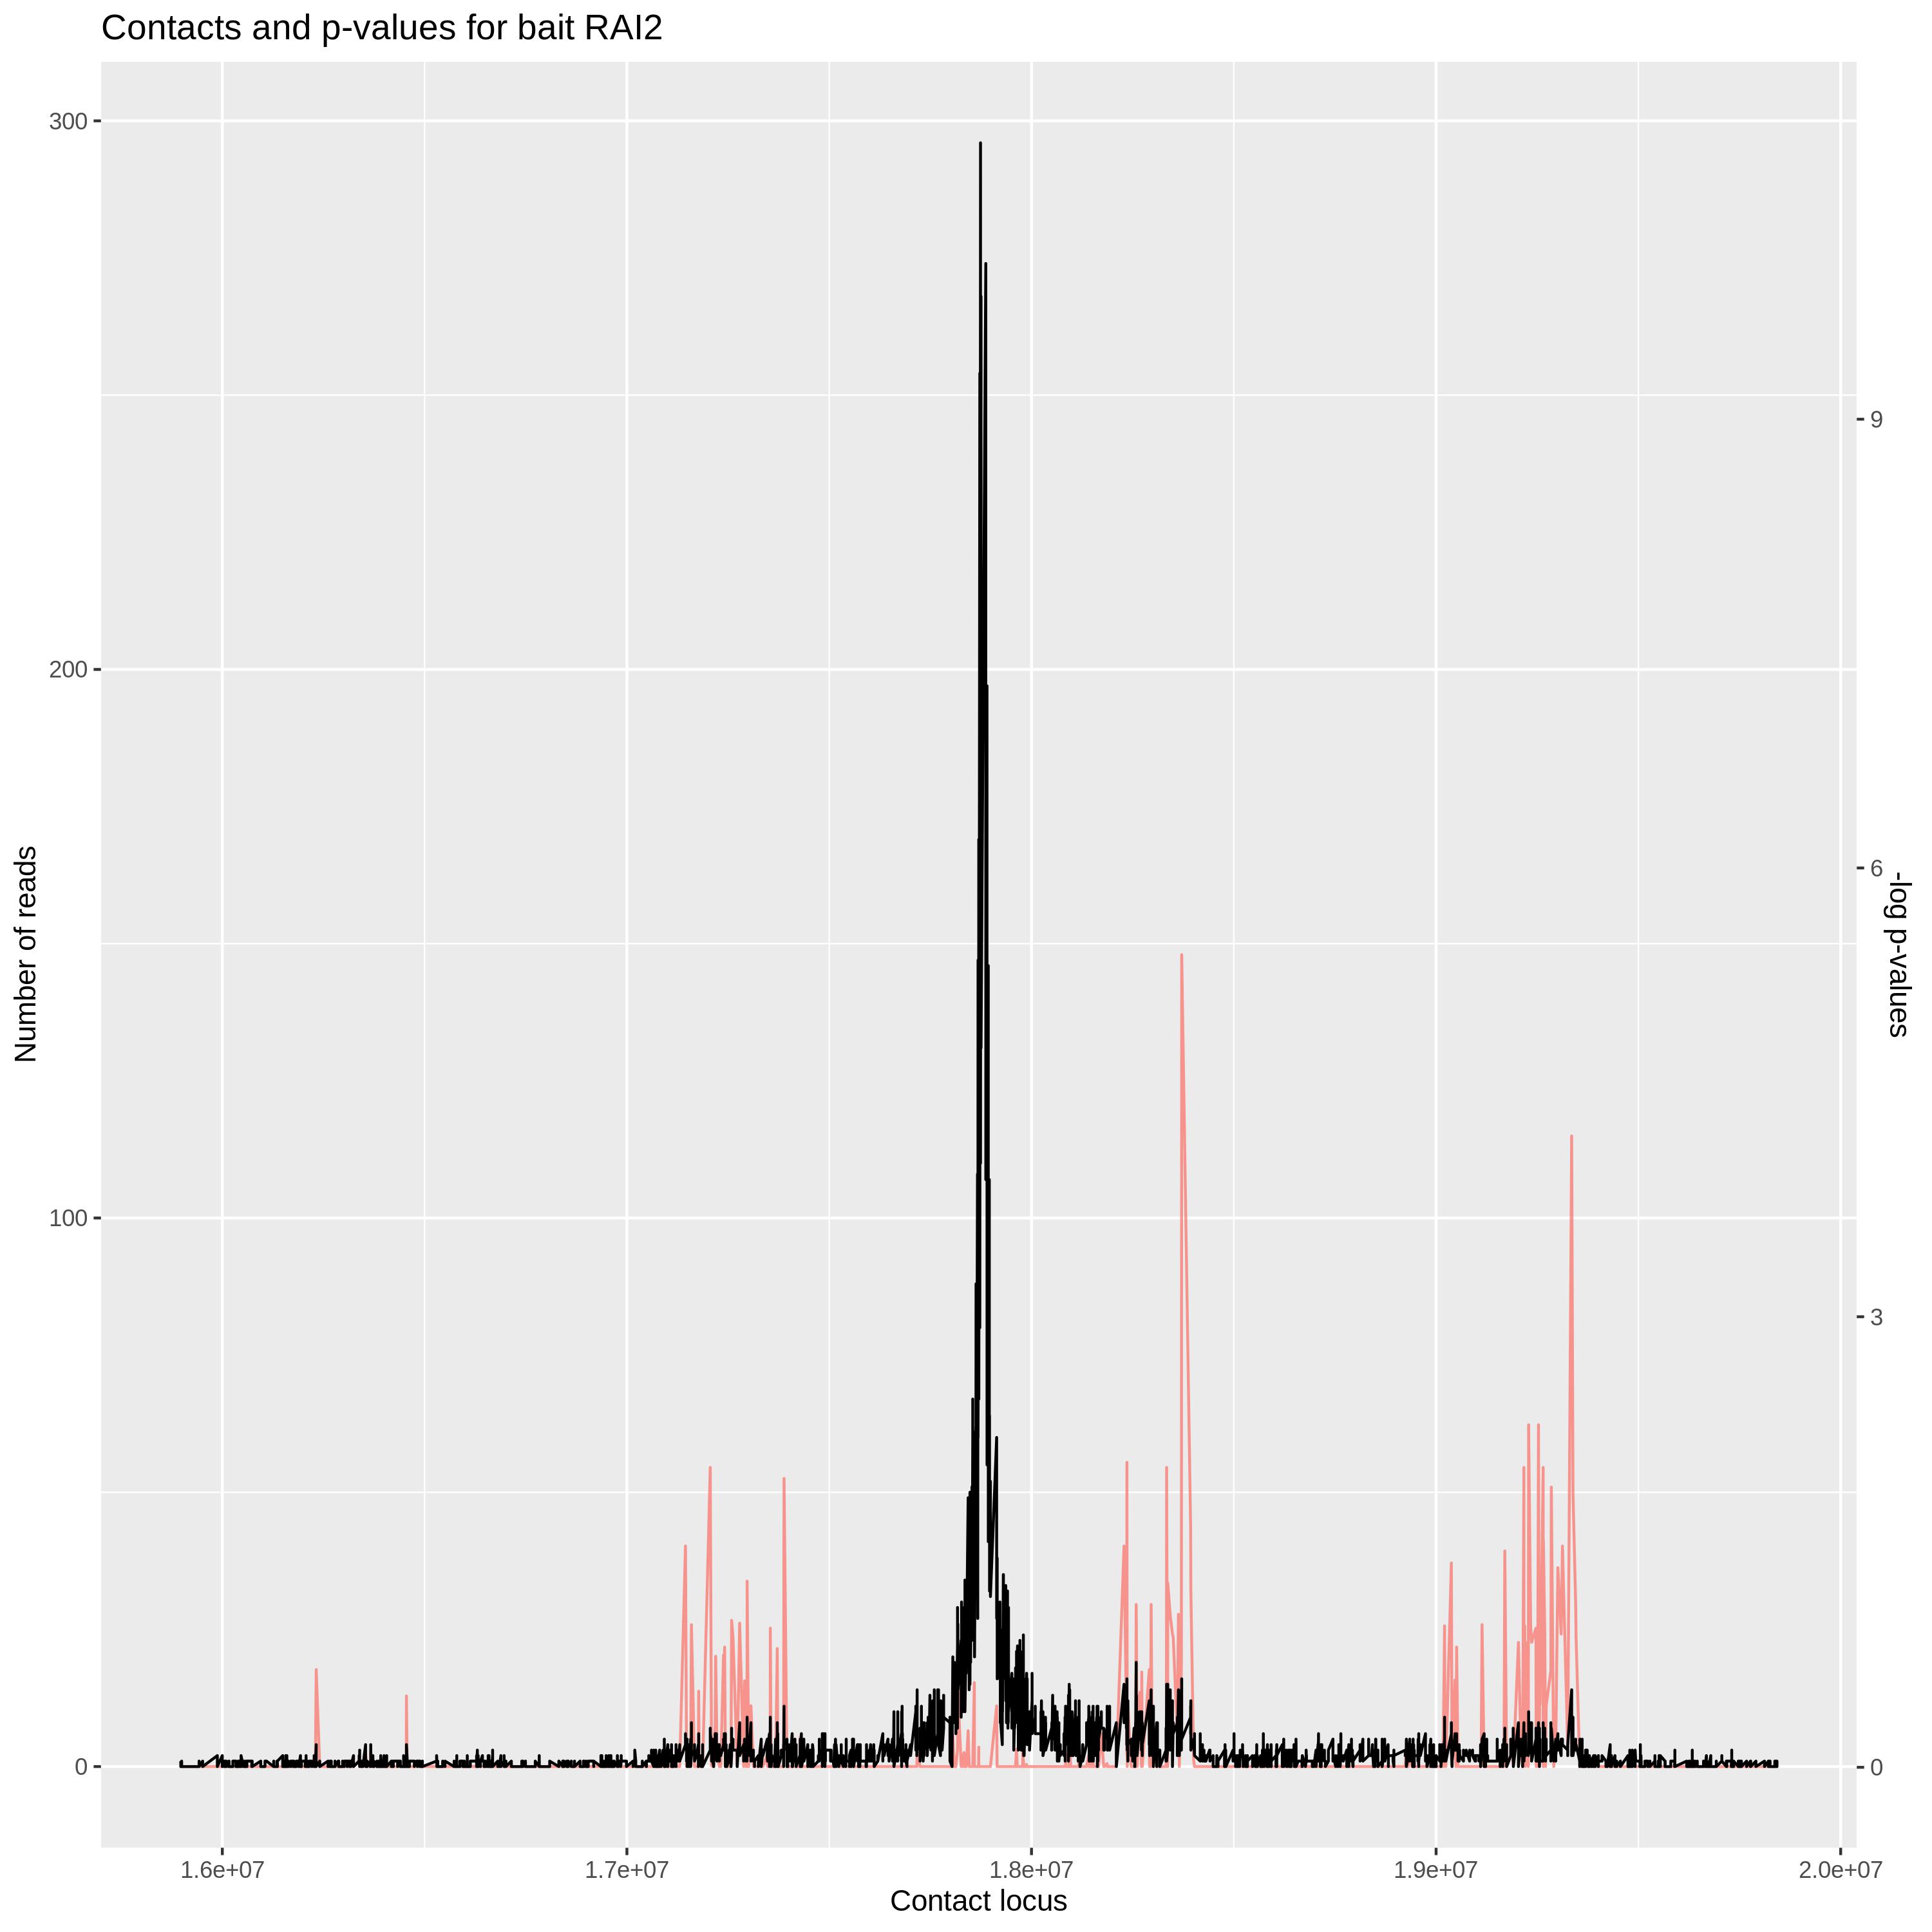 Contacts and p-values for bait RAI2
300
200
100
0
Number of reads
9
6
3
0
-log p-values
1.6e+07
1.7e+07
1.8e+07
1.9e+07
2.0e+07
Contact locus